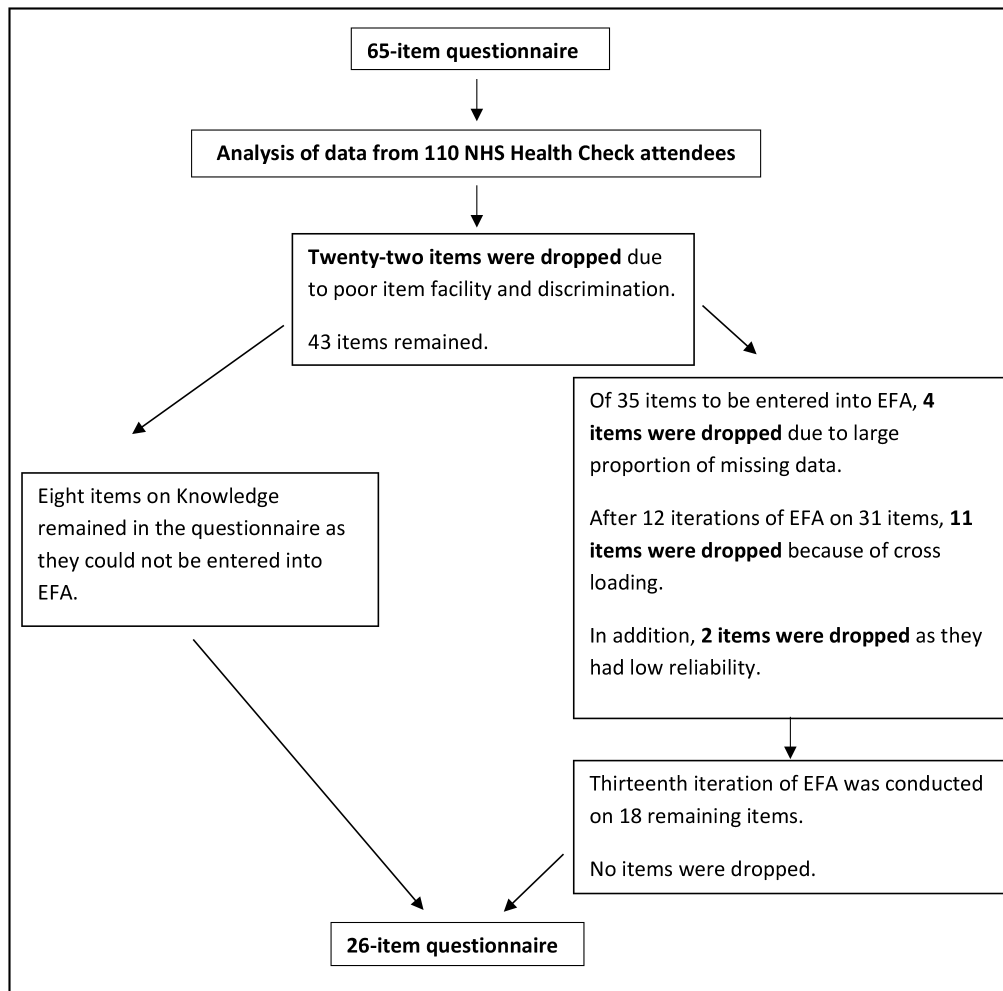 65-item questionnaire
Analysis of data from 110 NHS Health Check attendees
Twenty-two items were dropped due
to poor item facility and discrimination.
43 items remained.
Eight items on Knowledge
remained in the questionnaire as
they could not be entered into
EFA.
Of 35 items to be entered into EFA, 4
items were dropped due to large
proportion of missing data.
After 12 iterations of EFA on 31 items, 11
items were dropped because of cross
loading.
In addition, 2 items were dropped as they
had low reliability.
Thirteenth iteration of EFA was conducted
on 18 remaining items.
No items were dropped.
26-item questionnaire